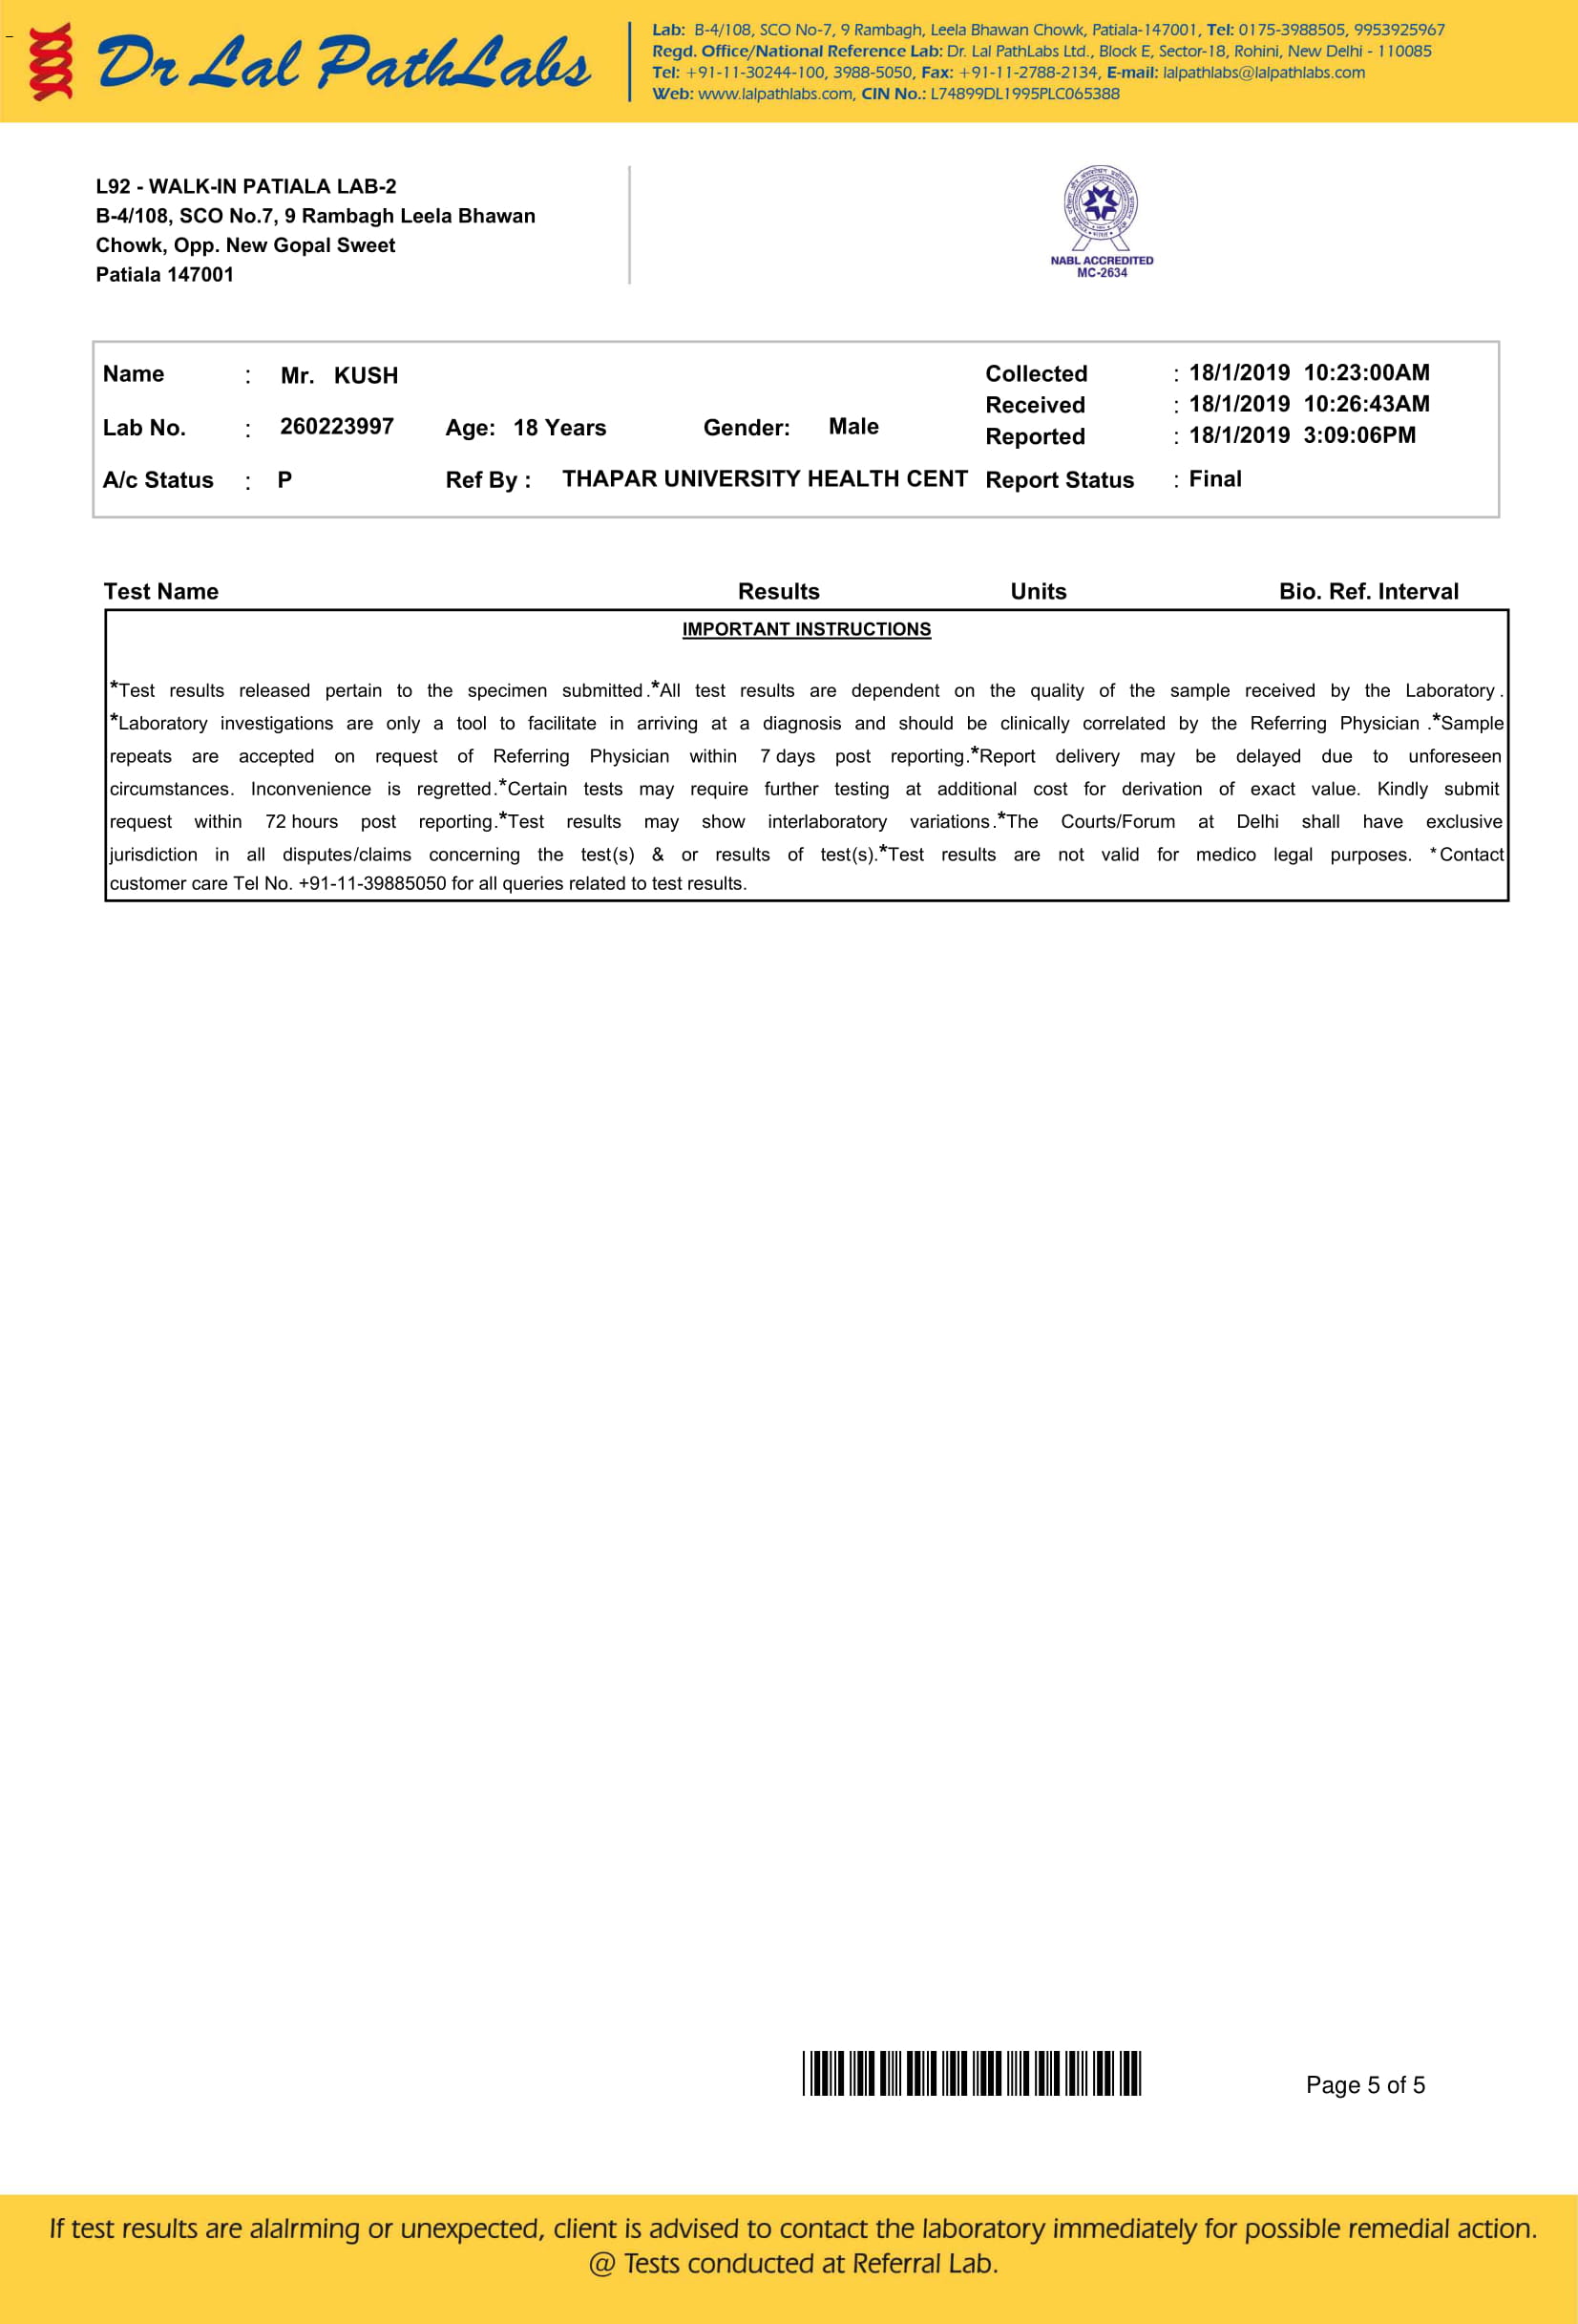 Dr Lal PathLabs
Lab: B-4/108, SCO No-7, 9 Rambagh, Leela Bhawan Chowk, Patiala-147001, Tel: 0175-3988505, 9953925967
Regd. Office/National Reference Lab: Dr. Lal PathLabs Ltd., Block E, Sector-18, Rohini, New Delhi - 110085
Tel: +91-11-30244-100, 3988-5050, Fax: +91-11-2788-2134, E-mail: lalpathlabs@lalpathlabs.com
Web: www.lalpathlabs.com, CIN No.: L74899DL1995PLC065388
L92 - WALK-IN PATIALA LAB-2
B-4/108, SCO No.7, 9 Rambagh Leela Bhawan
Chowk, Opp. New Gopal Sweet
Patiala 147001
NABL ACCREDITED
MC-2634
Name : Mr. KUSH Collected : 18/1/2019 10:23:00AM
Received : 18/1/2019 10:26:43AM
Lab No. : 260223997 Age: 18 Years Gender: Male Reported : 18/1/2019 3:09:06PM
A/c Status : P Ref By : THAPAR UNIVERSITY HEALTH CENT Report Status : Final
Test Name Results Units Bio. Ref. Interval
IMPORTANT INSTRUCTIONS
*Test results released pertain to the specimen submitted.*All test results are dependent on the quality of the sample received by the Laboratory.
*Laboratory investigations are only a tool to facilitate in arriving at a diagnosis and should be clinically correlated by the Referring Physician .*Sample
repeats are accepted on request of Referring Physician within 7 days post reporting.*Report delivery may be delayed due to unforeseen
circumstances. Inconvenience is regretted.*Certain tests may require further testing at additional cost for derivation of exact value. Kindly submit
request within 72 hours post reporting.*Test results may show interlaboratory variations.*The Courts/Forum at Delhi shall have exclusive
jurisdiction in all disputes/claims concerning the test(s) & or results of test(s).*Test results are not valid for medico legal purposes. *Contact
customer care Tel No. +91-11-39885050 for all queries related to test results.
Page 5 of 5
If test results are alalrming or unexpected, client is advised to contact the laboratory immediately for possible remedial action.
@ Tests conducted at Referral Lab.